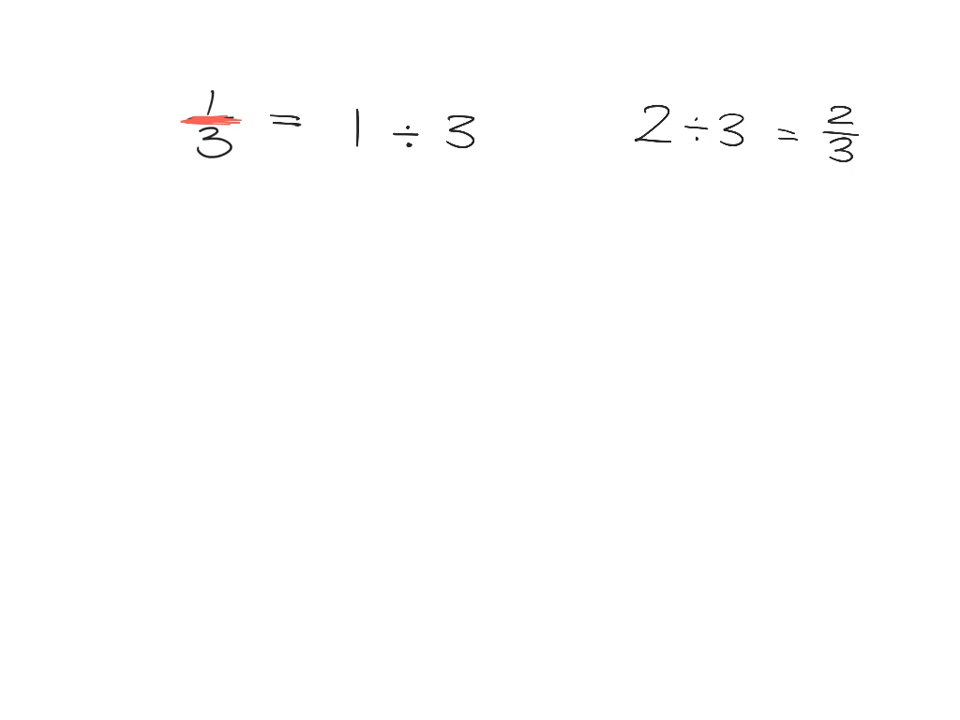 1/3 = 1 ÷ 3
2 ÷ 3 = 2/3